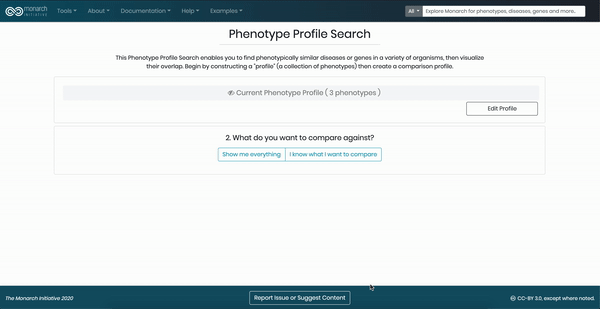 monarch
INITIATIVE
Tools
About
Documentation
Help
Examples
All
Explore Monarch for phenotypes, diseases, genes and more..
Phenotype Profile Search
This Phenotype Profile Search enables you to find phenotypically similar diseases or genes in a variety of organisms, then visualize
their overlap. Begin by constructing a "profile" (a collection of phenotypes) then create a comparison profile.
Current Phenotype Profile ( 3 phenotypes )
Edit Profile
2. What do you want to compare against?
Show me everything
I know what I want to compare
The Monarch Initiative 2020
Report Issue or Suggest Content
CC-BY 3.0, except where noted.